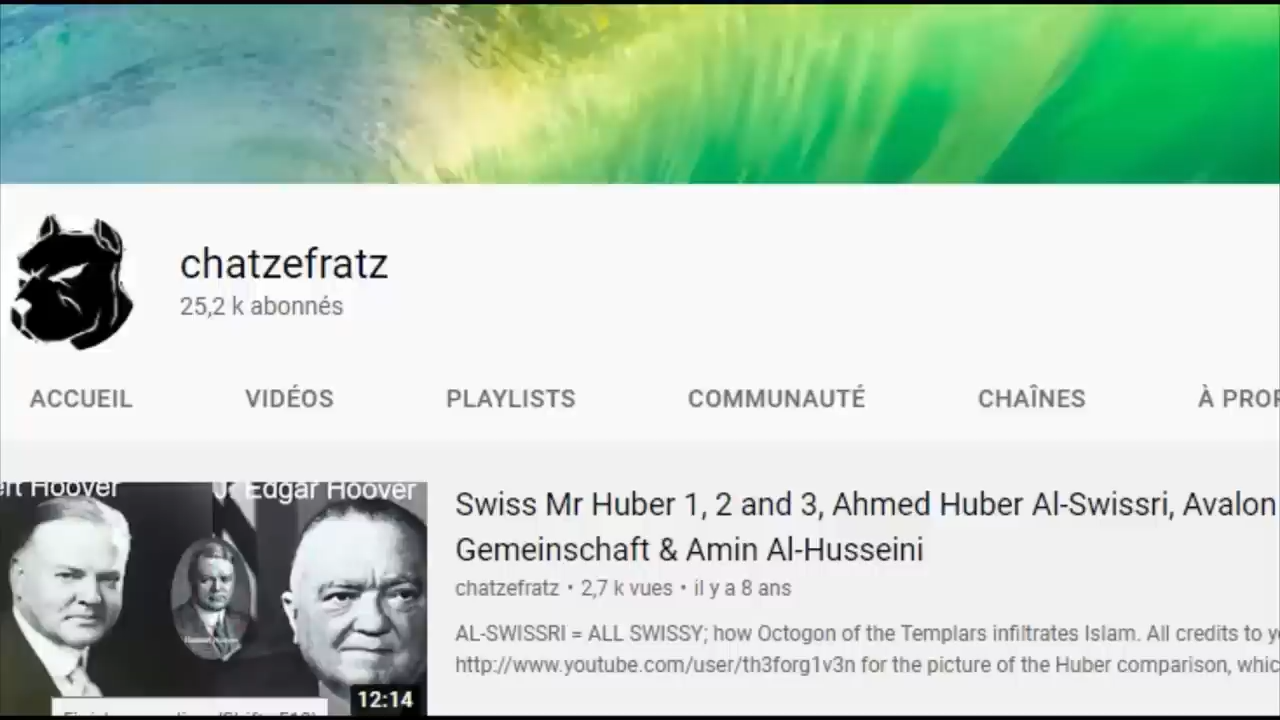 chatzefratz
25,2 k abonnés
ACCUEIL VIDÉOS PLAYLISTS COMMUNAUTÉ CHAÎNES À PROP
Hoover J. Edgar Hoover
Swiss Mr Huber 1, 2 and 3, Ahmed Huber Al-Swissri, Avalon
Gemeinschaft & Amin Al-Husseini
chatzefratz • 2,7 k vues • il y a 8 ans
AL-SWISSRI = ALL SWISSY; how Octogon of the Templars infiltrates Islam. All credits to
http://www.youtube.com/user/th3forg1v3n for the picture of the Huber comparison,
12:14